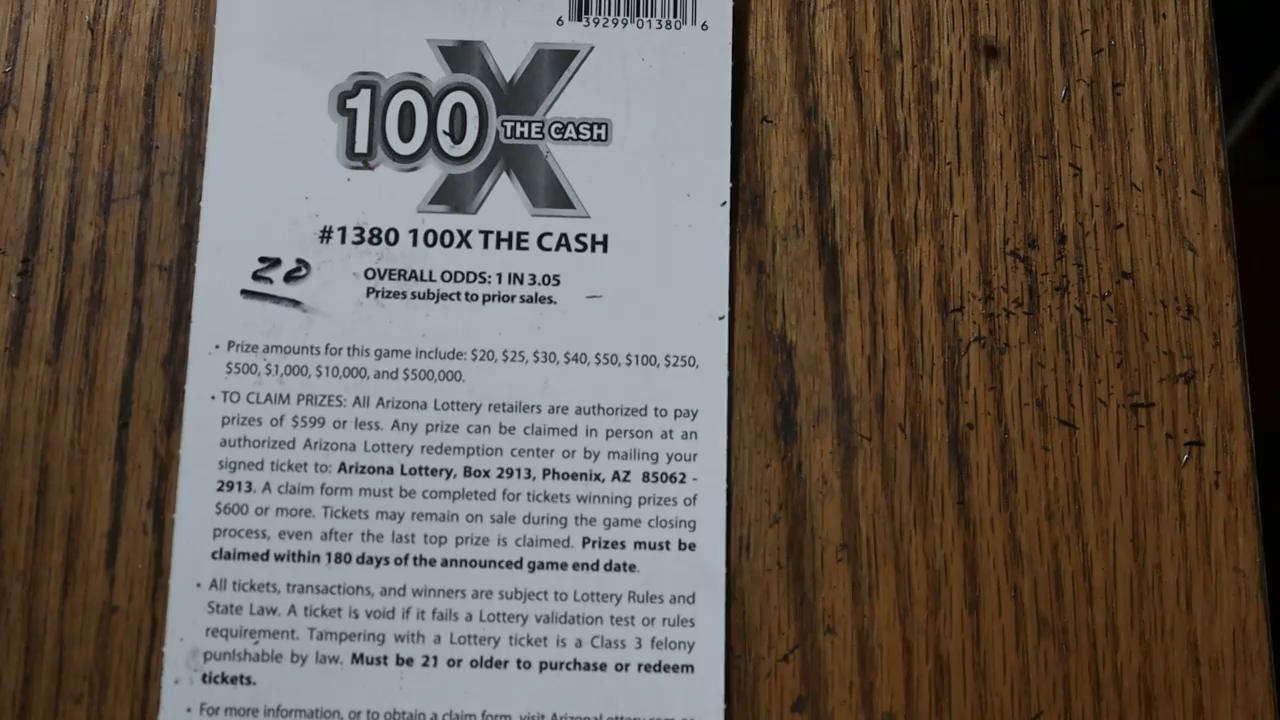 6 39299 01380 6
100X THE CASH
#1380 100X THE CASH
20
OVERALL ODDS: 1 IN 3.05
Prizes subject to prior sales.
• Prize amounts for this game include: $20, $25, $30, $40, $50, $100, $250,
$500, $1,000, $10,000, and $500,000.
• TO CLAIM PRIZES: All Arizona Lottery retailers are authorized to pay
prizes of $599 or less. Any prize can be claimed in person at an
authorized Arizona Lottery redemption center or by mailing your
signed ticket to: Arizona Lottery, Box 2913, Phoenix, AZ 85062 -
2913. A claim form must be completed for tickets winning prizes of
$600 or more. Tickets may remain on sale during the game closing
process, even after the last top prize is claimed. Prizes must be
claimed within 180 days of the announced game end date.
• All tickets, transactions, and winners are subject to Lottery Rules and
State Law. A ticket is void if it fails a Lottery validation test or rules
requirement. Tampering with a Lottery ticket is a Class 3 felony
punishable by law. Must be 21 or older to purchase or redeem
tickets.
• For more information, or to obtain a claim form, visit ArizonaLottery.com or